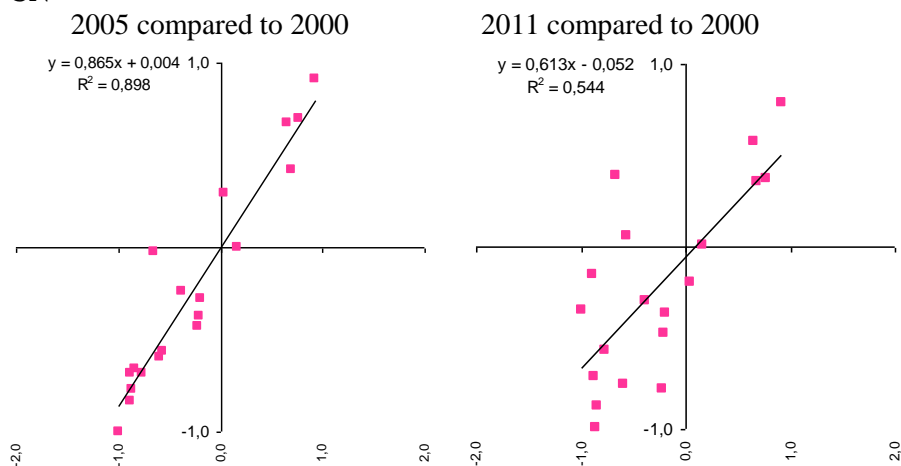 2005 compared to 2000
y = 0,865x + 0,004
R² = 0,898
1,0
-1,0
-2,0
-1,0
0,0
1,0
2,0
2011 compared to 2000
y = 0,613x - 0,052
R² = 0,544
1,0
-1,0
-2,0
-1,0
0,0
1,0
2,0